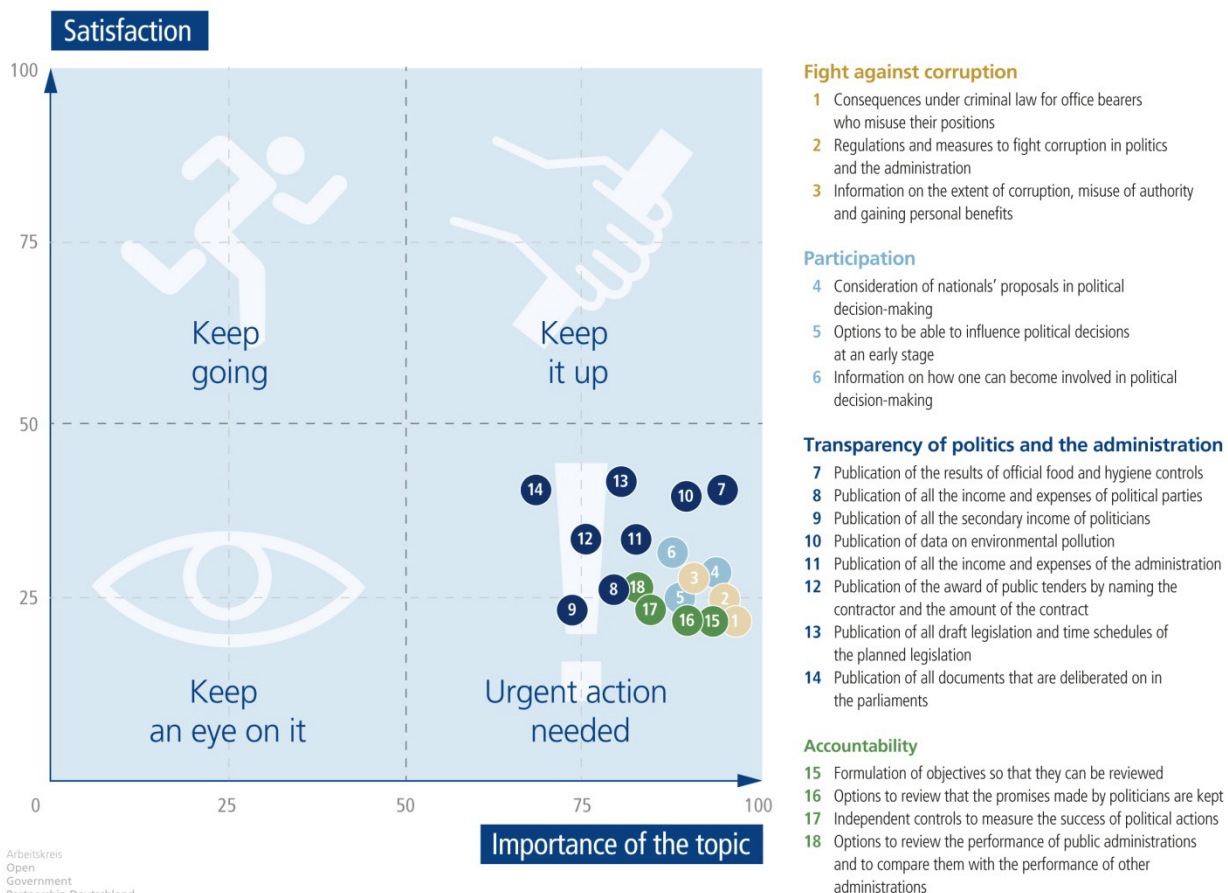 Satisfaction
100
75
50
25
0
25
50
75
100
Keep
going
Keep
it up
Keep
an eye on it
Urgent action
needed
14
13
10
7
12
11
6
4
3
8
18
5
2
9
17
16
15
1
Importance of the topic
Arbeitskreis
Open
Government
Partnership Deutschland
Fight against corruption
1 Consequences under criminal law for office bearers
who misuse their positions
2 Regulations and measures to fight corruption in politics
and the administration
3 Information on the extent of corruption, misuse of authority
and gaining personal benefits
Participation
4 Consideration of nationals' proposals in political
decision-making
5 Options to be able to influence political decisions
at an early stage
6 Information on how one can become involved in political
decision-making
Transparency of politics and the administration
7 Publication of the results of official food and hygiene controls
8 Publication of all the income and expenses of political parties
9 Publication of all the secondary income of politicians
10 Publication of data on environmental pollution
11 Publication of all the income and expenses of the administration
12 Publication of the award of public tenders by naming the
contractor and the amount of the contract
13 Publication of all draft legislation and time schedules of
the planned legislation
14 Publication of all documents that are deliberated on in
the parliaments
Accountability
15 Formulation of objectives so that they can be reviewed
16 Options to review that the promises made by politicians are kept
17 Independent controls to measure the success of political actions
18 Options to review the performance of public administrations
and to compare them with the performance of other
administrations